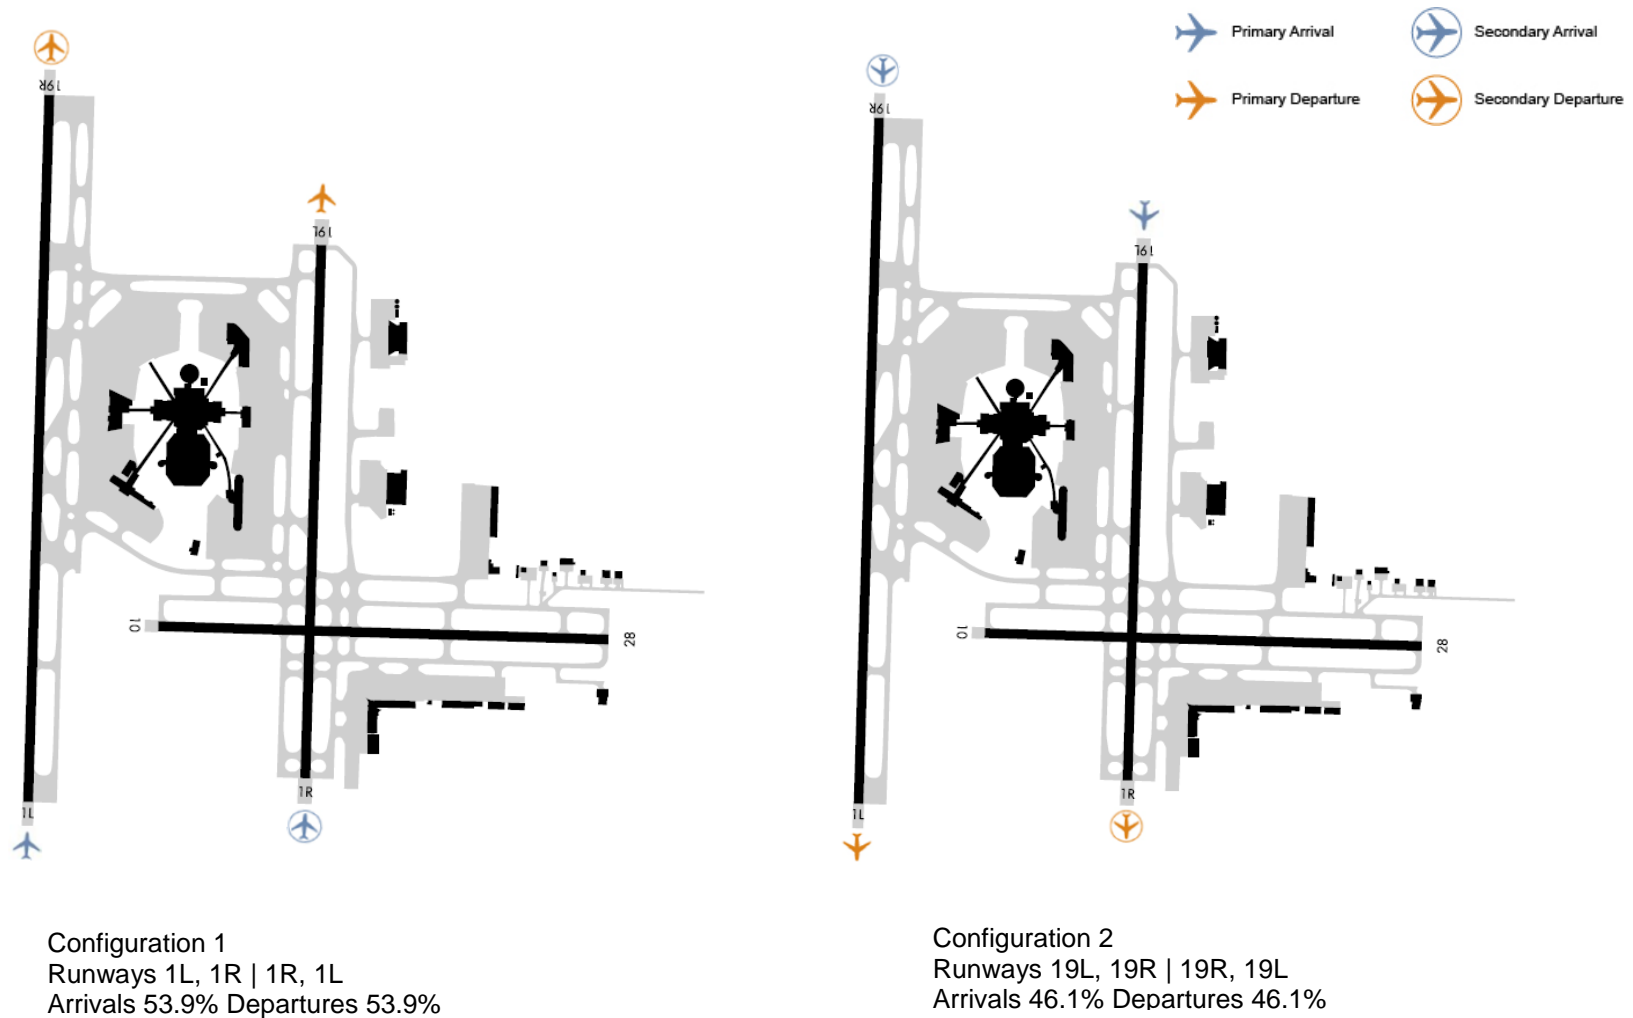 Primary Arrival
Secondary Arrival
Primary Departure
Secondary Departure
19R
19L
10
28
1L
1R
19R
19L
10
28
1L
1R
Configuration 1
Runways 1L, 1R | 1R, 1L
Arrivals 53.9% Departures 53.9%
Configuration 2
Runways 19L, 19R | 19R, 19L
Arrivals 46.1% Departures 46.1%